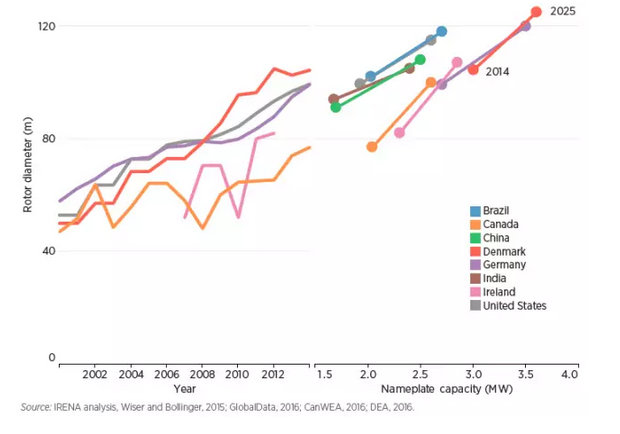 120
80
40
0
Rotor diameter (m)
2002 2004 2006 2008 2010 2012
Year
2025
2014
Brazil
Canada
China
Denmark
Germany
India
Ireland
United States
1.5 2.0 2.5 3.0 3.5 4.0
Nameplate capacity (MW)
Source: IRENA analysis, Wiser and Bollinger, 2015; GlobalData, 2016; CanWEA, 2016; DEA, 2016.